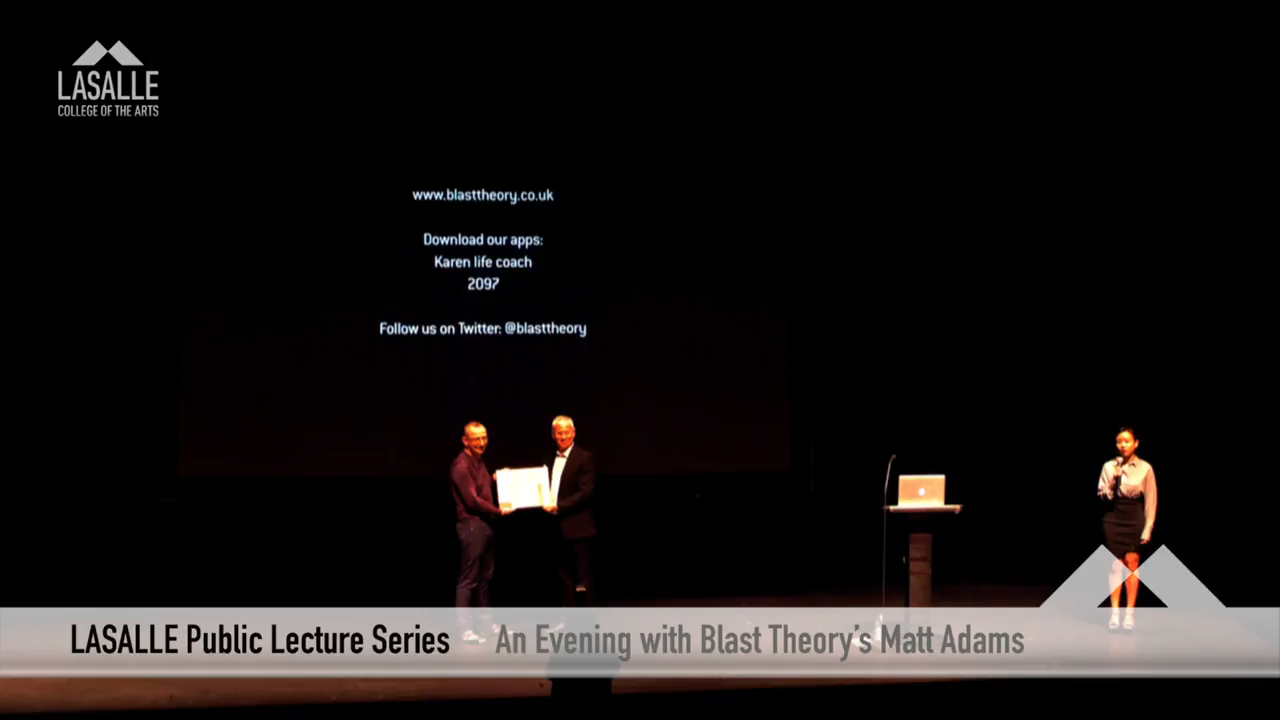 LASALLE
COLLEGE OF THE ARTS
www.blasttheory.co.uk
Download our apps:
Karen life coach
2097
Follow us on Twitter: @blasttheory
LASALLE Public Lecture Series An Evening with Blast Theory's Matt Adams